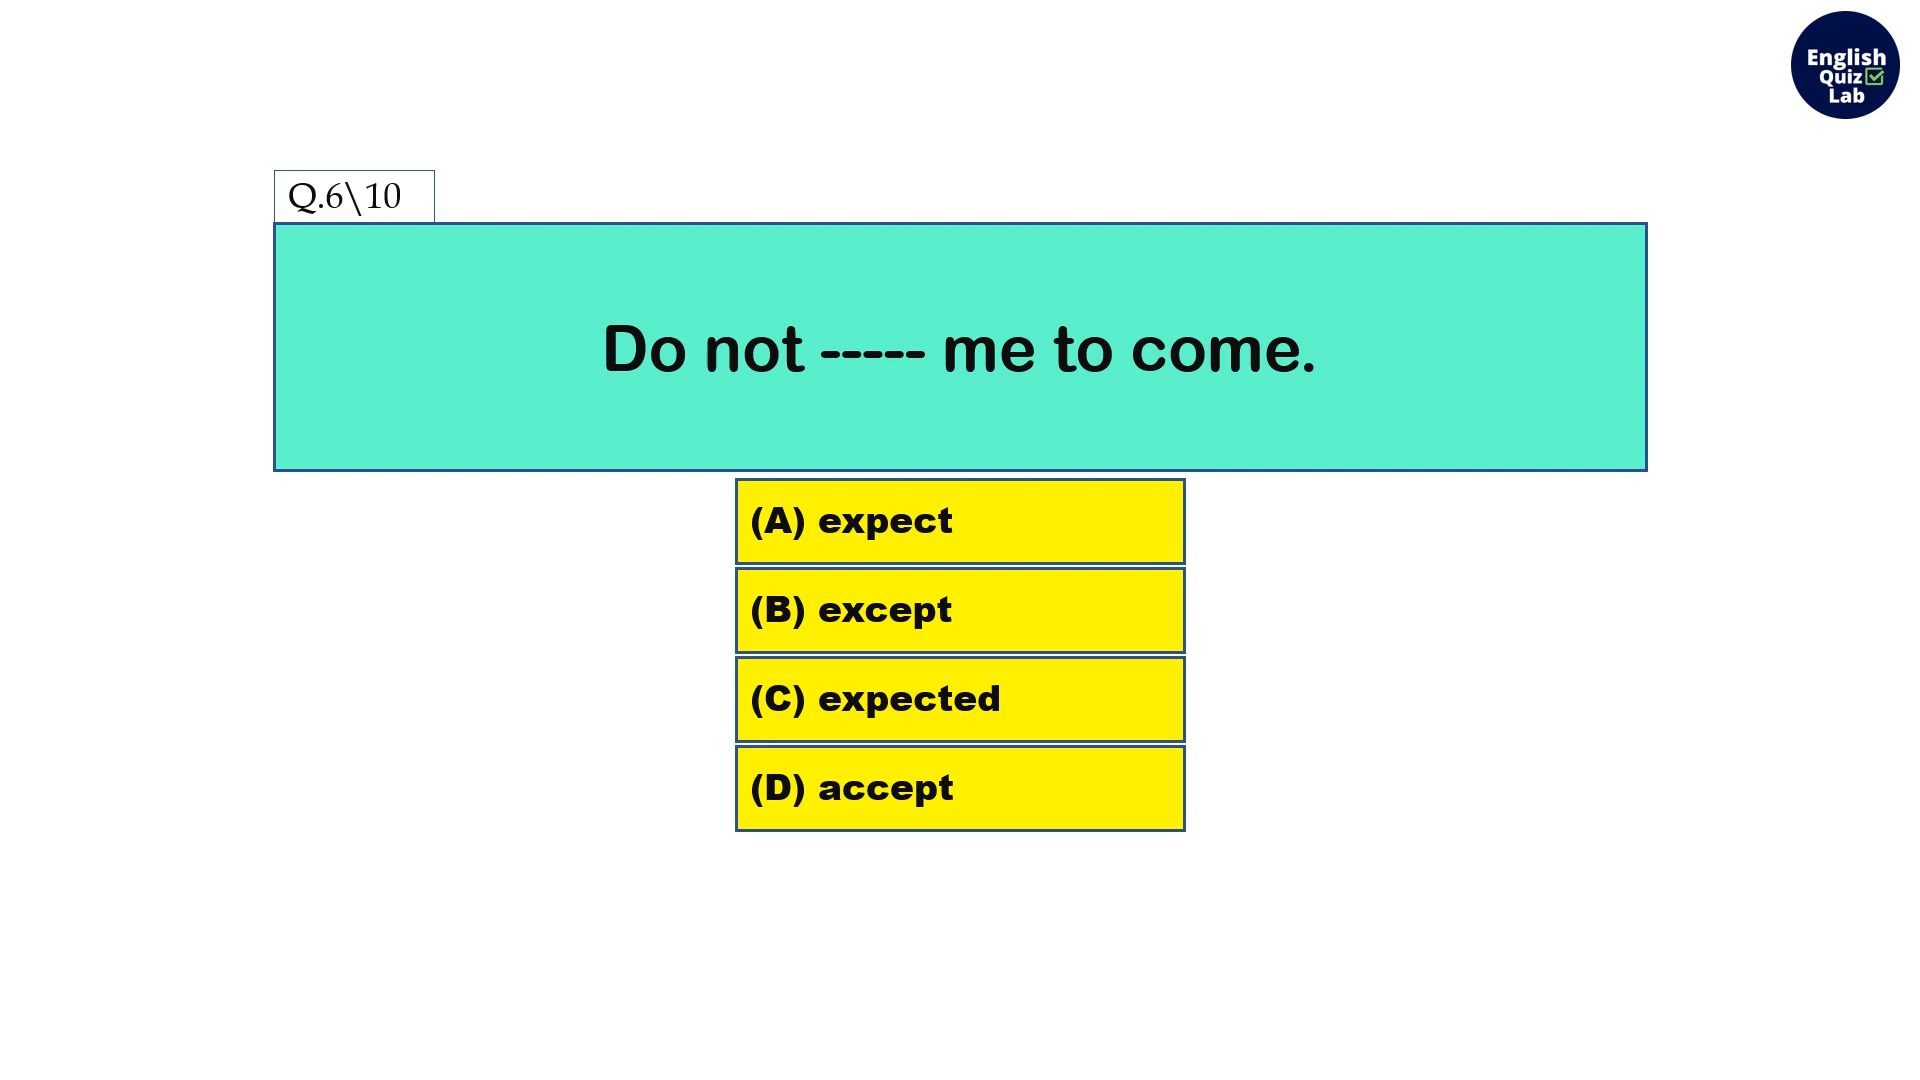 English
Quiz
Lab
Q.6\10
Do not ----- me to come.
(A) expect
(B) except
(C) expected
(D) accept